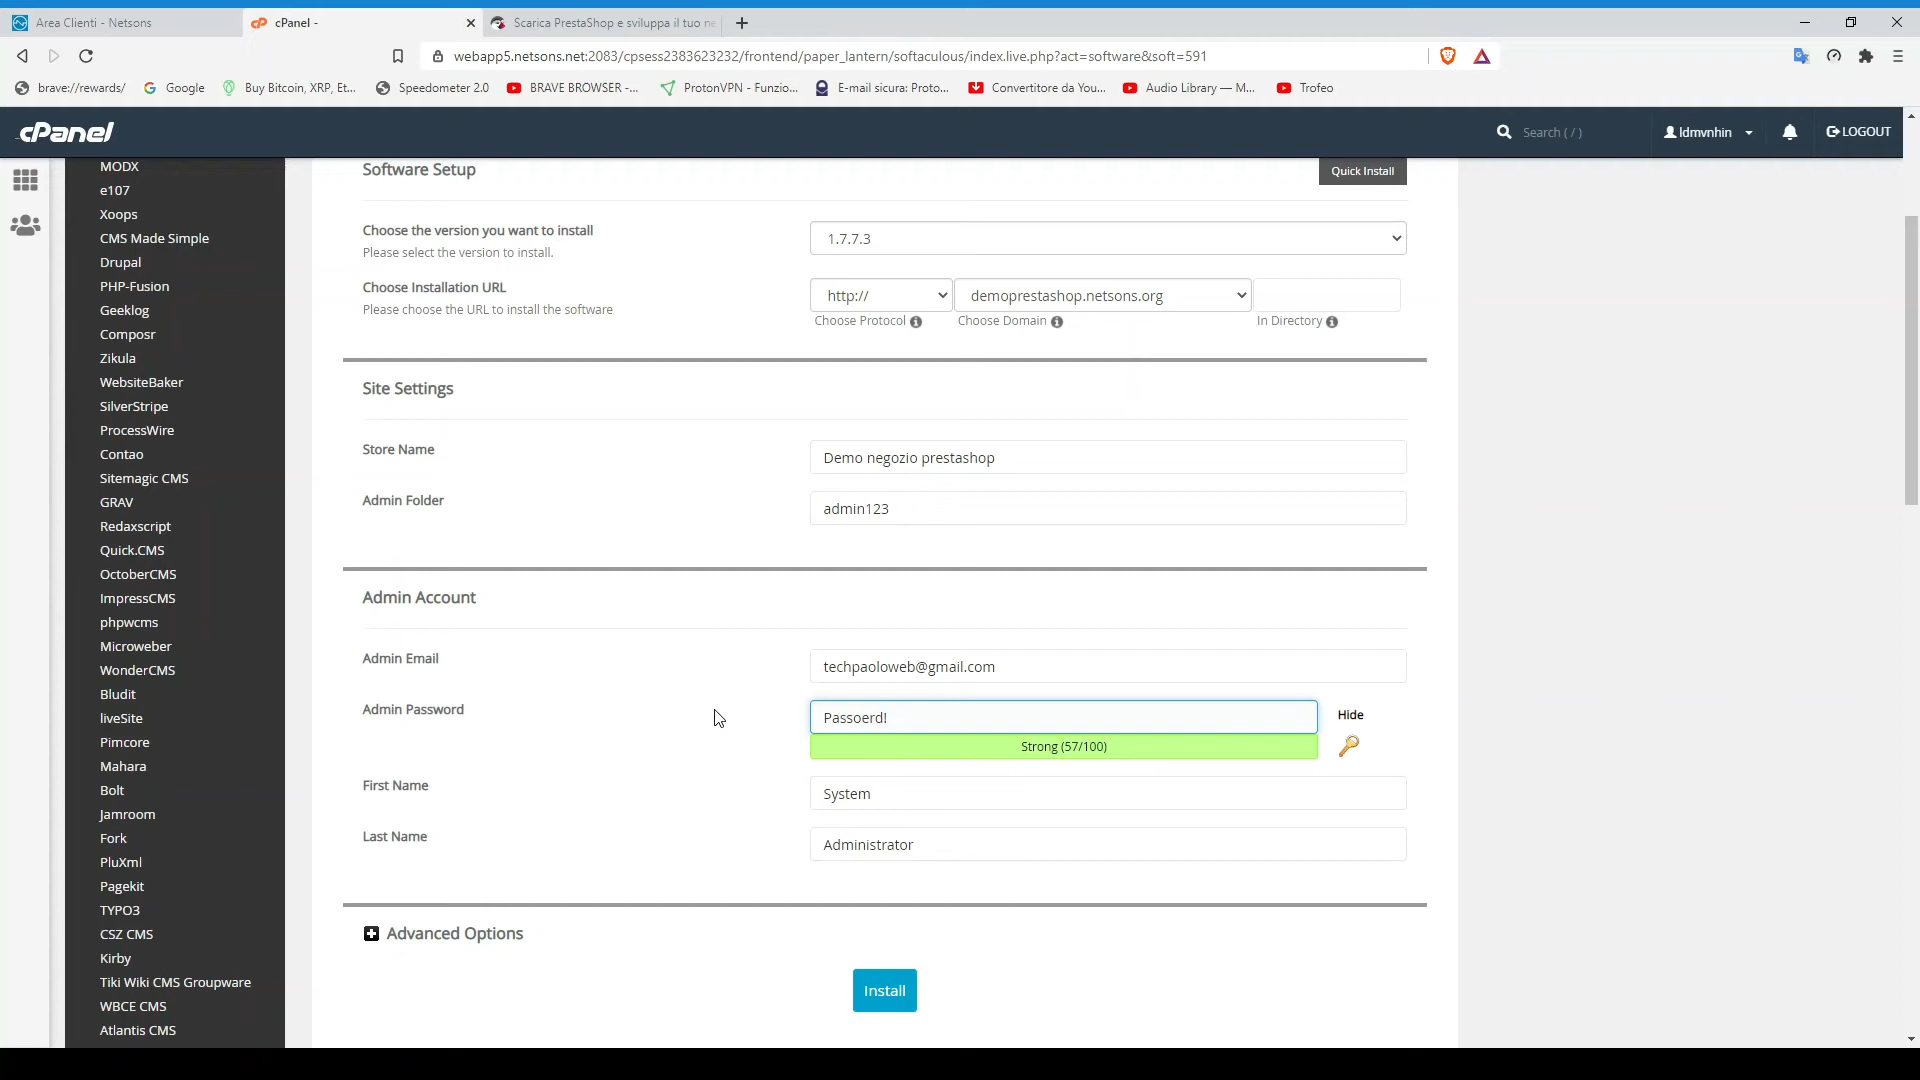 Area Clienti - Netsons
cPanel -
Scarica PrestaShop e sviluppa il tuo ne
webapp5.netsons.net:2083/cpsess2383623232/frontend/paper_lantern/softaculous/index.live.php?act=software&soft=591
brave://rewards/
Google
Buy Bitcoin, XRP, Et...
Speedometer 2.0
BRAVE BROWSER -...
ProtonVPN - Funzio...
E-mail sicura: Proto...
Convertitore da You...
Audio Library — M...
Trofeo
cPanel
Search ( / )
ldmvnhin
LOGOUT
MODX
e107
Xoops
CMS Made Simple
Drupal
PHP-Fusion
Geeklog
Composr
Zikula
WebsiteBaker
SilverStripe
ProcessWire
Contao
Sitemagic CMS
GRAV
Redaxscript
Quick.CMS
OctoberCMS
ImpressCMS
phpwcms
Microweber
WonderCMS
Bludit
liveSite
Pimcore
Mahara
Bolt
Jamroom
Fork
PluXml
Pagekit
TYPO3
CSZ CMS
Kirby
Tiki Wiki CMS Groupware
WBCE CMS
Atlantis CMS
Software Setup
Quick Install
Choose the version you want to install
Please select the version to install.
1.7.7.3
Choose Installation URL
Please choose the URL to install the software
http://
demoprestashop.netsons.org
Choose Protocol
Choose Domain
In Directory
Site Settings
Store Name
Demo negozio prestashop
Admin Folder
admin123
Admin Account
Admin Email
techpaoloweb@gmail.com
Admin Password
Passoerd!
Hide
Strong (57/100)
First Name
System
Last Name
Administrator
Advanced Options
Install